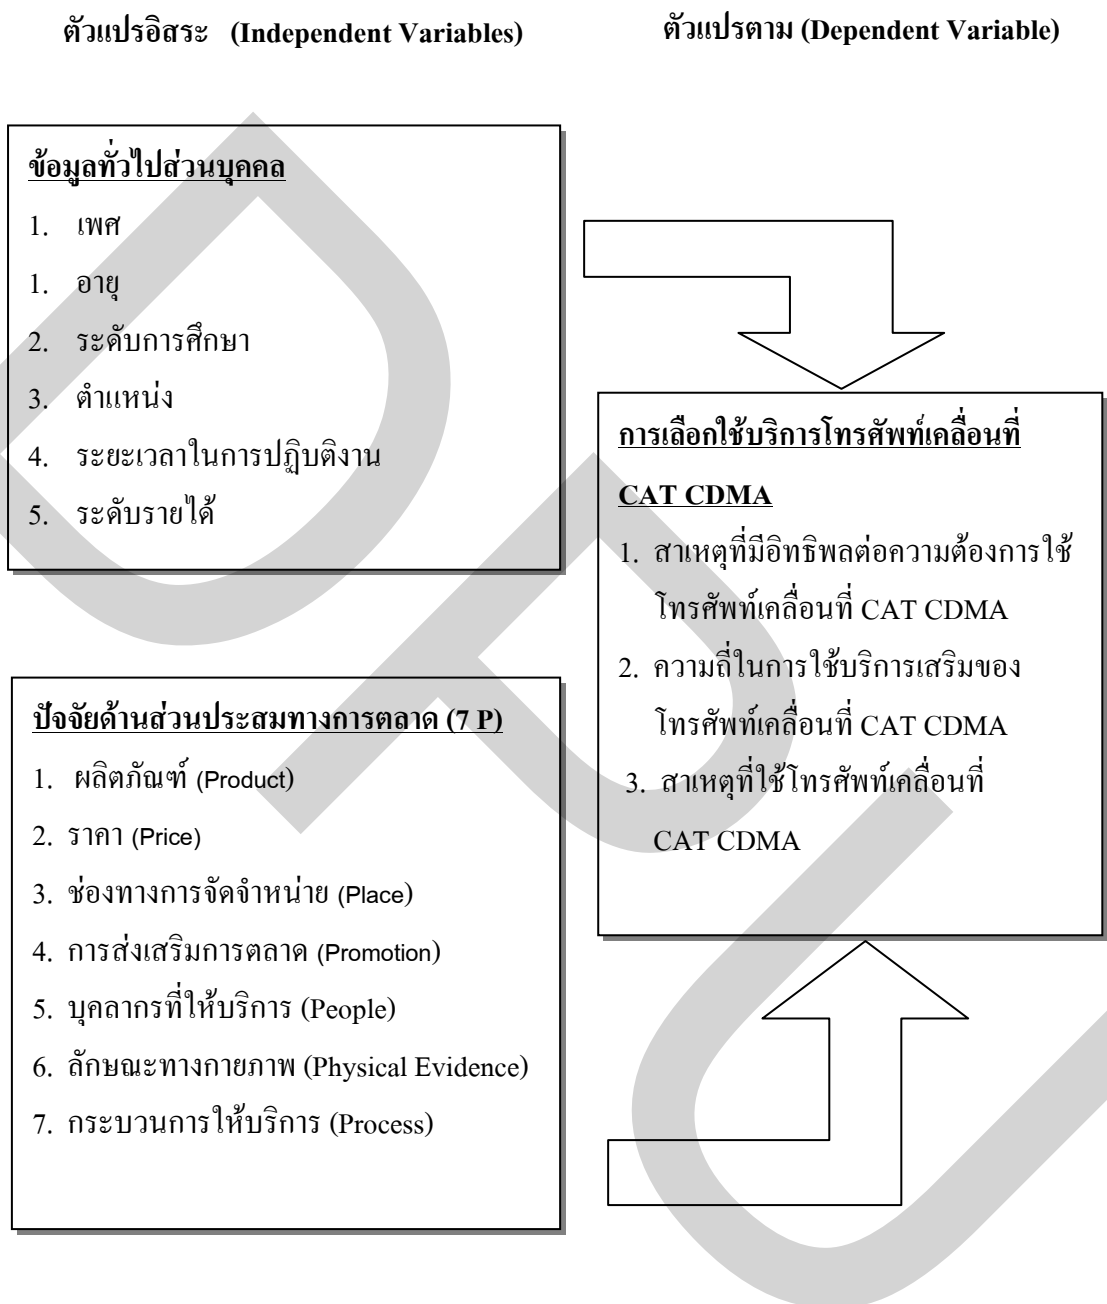 ตัวแปรอิสระ (Independent Variables)
ตัวแปรตาม (Dependent Variable)
ข้อมูลทั่วไปส่วนบุคคล
1. เพศ
1. อายุ
2. ระดับการศึกษา
3. ตำแหน่ง
4. ระยะเวลาในการปฏิบติงาน
5. ระดับรายได้
การเลือกใช้บริการโทรศัพท์เคลื่อนที่
CAT CDMA
1. สาเหตุที่มีอิทธิพลต่อความต้องการใช้
โทรศัพท์เคลื่อนที่ CAT CDMA
2. ความถี่ในการใช้บริการเสริมของ
โทรศัพท์เคลื่อนที่ CAT CDMA
3. สาเหตุที่ใช้โทรศัพท์เคลื่อนที่
CAT CDMA
ปัจจัยด้านส่วนประสมทางการตลาด (7 P)
1. ผลิตภัณฑ์ (Product)
2. ราคา (Price)
3. ช่องทางการจัดจำหน่าย (Place)
4. การส่งเสริมการตลาด (Promotion)
5. บุคลากรที่ให้บริการ (People)
6. ลักษณะทางกายภาพ (Physical Evidence)
7. กระบวนการให้บริการ (Process)